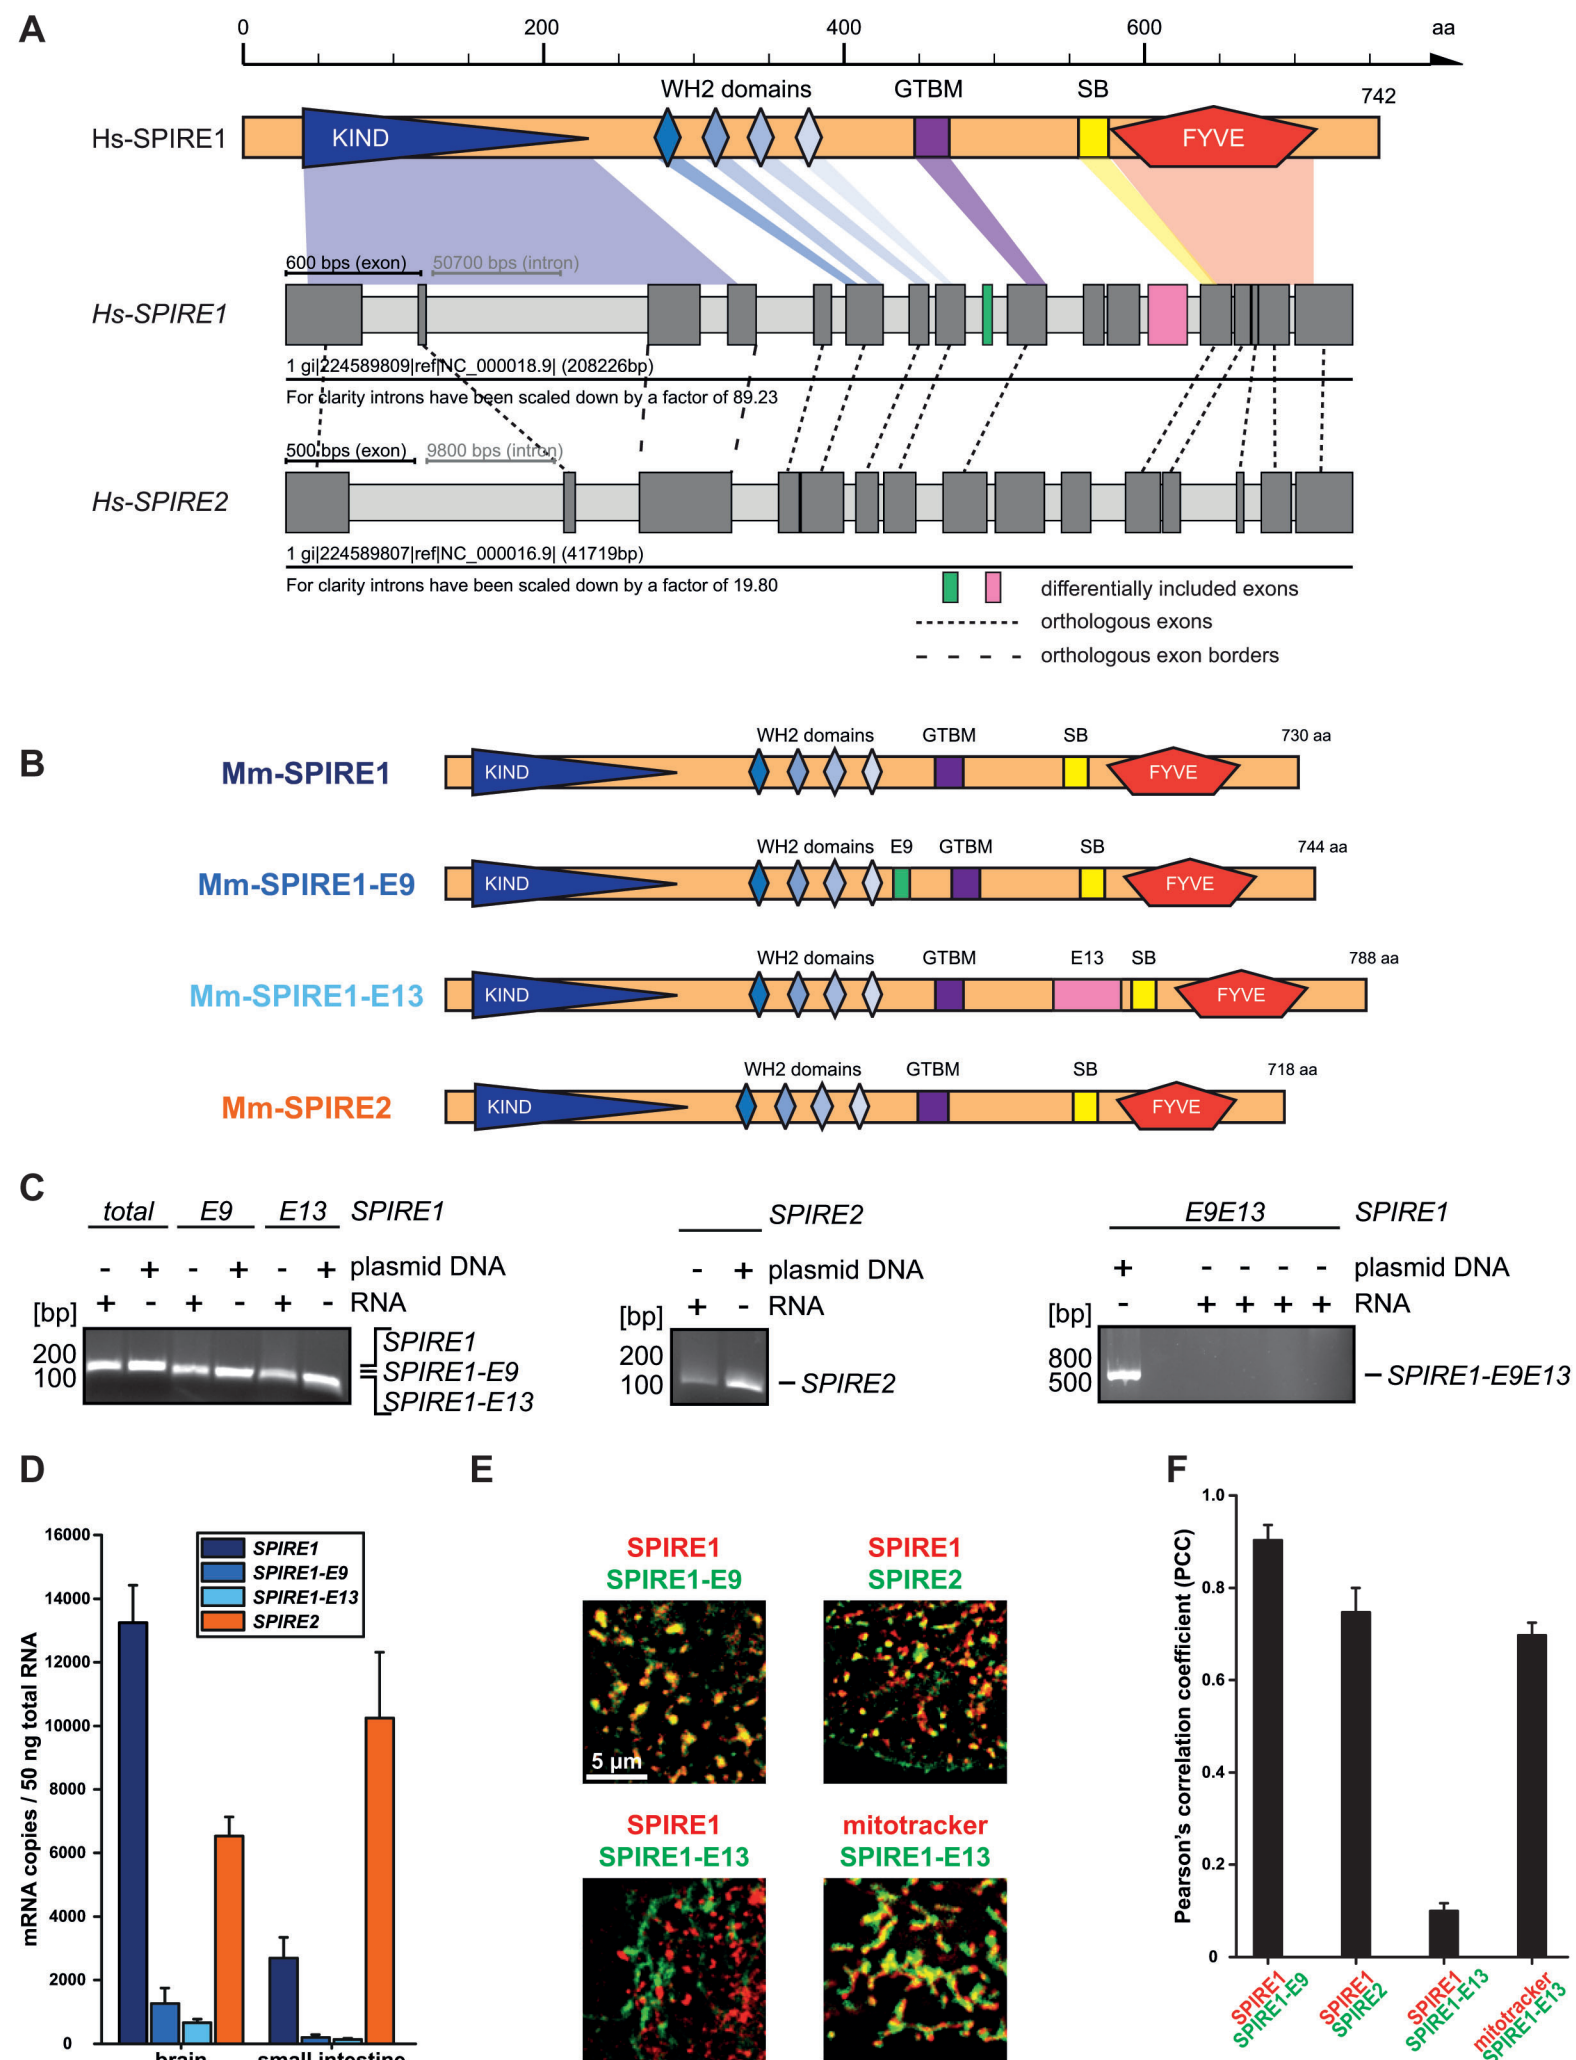 A
0 200 400 600 aa
WH2 domains GTBM SB 742
Hs-SPIRE1 KIND FYVE
600 bps (exon) 50700 bps (intron)
Hs-SPIRE1
1 gi|224589809|ref|NC_000018.9| (208226bp)
For clarity introns have been scaled down by a factor of 89.23
500 bps (exon) 9800 bps (intron)
Hs-SPIRE2
1 gi|224589807|ref|NC_000016.9| (41719bp)
For clarity introns have been scaled down by a factor of 19.80
differentially included exons
orthologous exons
orthologous exon borders
B
WH2 domains GTBM SB 730 aa
Mm-SPIRE1 KIND FYVE
WH2 domains E9 GTBM SB 744 aa
Mm-SPIRE1-E9 KIND FYVE
WH2 domains GTBM E13 SB 788 aa
Mm-SPIRE1-E13 KIND FYVE
WH2 domains GTBM SB 718 aa
Mm-SPIRE2 KIND FYVE
C
total E9 E13 SPIRE1
- + - + - + plasmid DNA
+ - + - + - RNA
[bp]
200
100
SPIRE1
SPIRE1-E9
SPIRE1-E13
SPIRE2
- + plasmid DNA
+ - RNA
[bp]
200
100
SPIRE2
E9E13 SPIRE1
+ - - - - plasmid DNA
- + + + + RNA
[bp]
800
500
SPIRE1-E9E13
D
mRNA copies / 50 ng total RNA
16000
14000
12000
10000
8000
6000
4000
2000
0
SPIRE1
SPIRE1-E9
SPIRE1-E13
SPIRE2
brain small intestine
E
SPIRE1
SPIRE1-E9
5 µm
SPIRE1
SPIRE2
SPIRE1
SPIRE1-E13
mitotracker
SPIRE1-E13
F
Pearson's correlation coefficient (PCC)
1.0
0.8
0.6
0.4
0.2
0
SPIRE1
SPIRE1-E9
SPIRE1
SPIRE2
SPIRE1
SPIRE1-E13
mitotracker
SPIRE1-E13